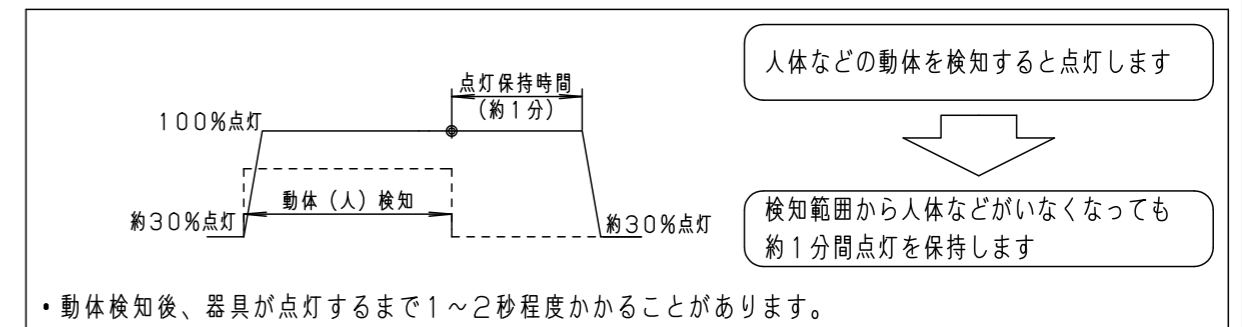 点灯保持時間
(約1分)
100%点灯
動体(人)検知
約30%点灯
約30%点灯
人体などの動体を検知すると点灯します
検知範囲から人体などがいなくなっても
約1分間点灯を保持します
・動体検知後、器具が点灯するまで1~2秒程度かかることがあります。